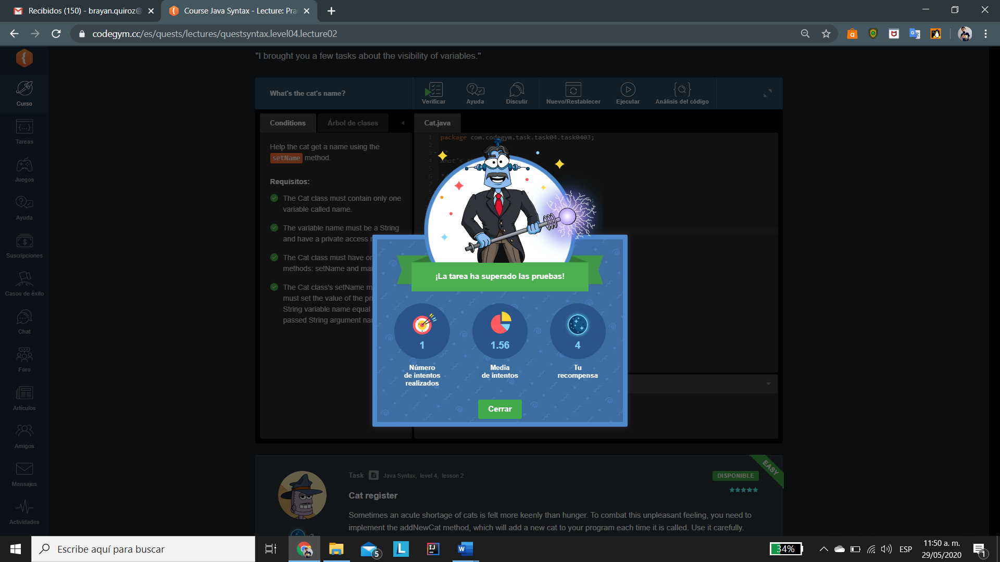 Recibidos (150) - brayan.quiroz@
Course Java Syntax - Lecture: Pra
codegym.cc/es/quests/lectures/questsyntax.level04.lecture02
"I brought you a few tasks about the visibility of variables."
What's the cat's name?
Verificar
Ayuda
Discutir
Nuevo/Restablecer
Ejecutar
Análisis del código
Curso
Tareas
Juegos
Ayuda
Suscripciones
Casos de éxito
Chat
Foro
Artículos
Amigos
Mensajes
Actividades
Conditions
Árbol de clases
Cat.java
Help the cat get a name using the
setName method.
Requisitos:
The Cat class must contain only one
variable called name.
The variable name must be a String
and have a private access
The Cat class must have
methods: setName and
The Cat class's setName
must set the value of the
String variable name equal
passed String argument
1 package com.codegym.task.task04.task0403;
2
3
4 What's
5
6
7
8
¡La tarea ha superado las pruebas!
1
Número
de intentos
realizados
1.56
Media
de intentos
4
Tu
recompensa
Cerrar
EASY
Task Java Syntax, level 4, lesson 2
DISPONIBLE
Cat register
Sometimes an acute shortage of cats is felt more keenly than hunger. To combat this unpleasant feeling, you need to
implement the addNewCat method, which will add a new cat to your program each time it is called. Use it carefully.
Escribe aquí para buscar
5
34%
ESP
11:50 a. m.
29/05/2020
1